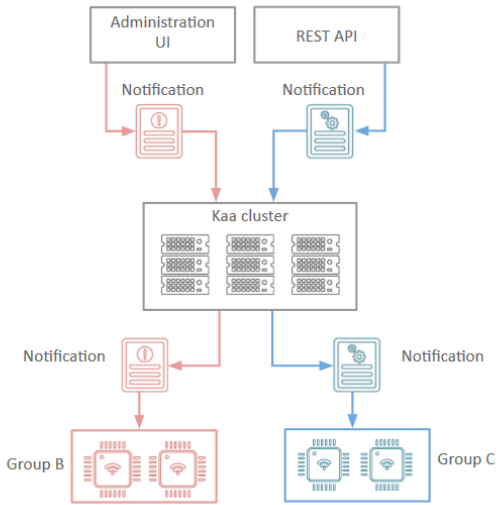 Administration
UI
REST API
Notification
Notification
Kaa cluster
Notification
Notification
Group B
Group C